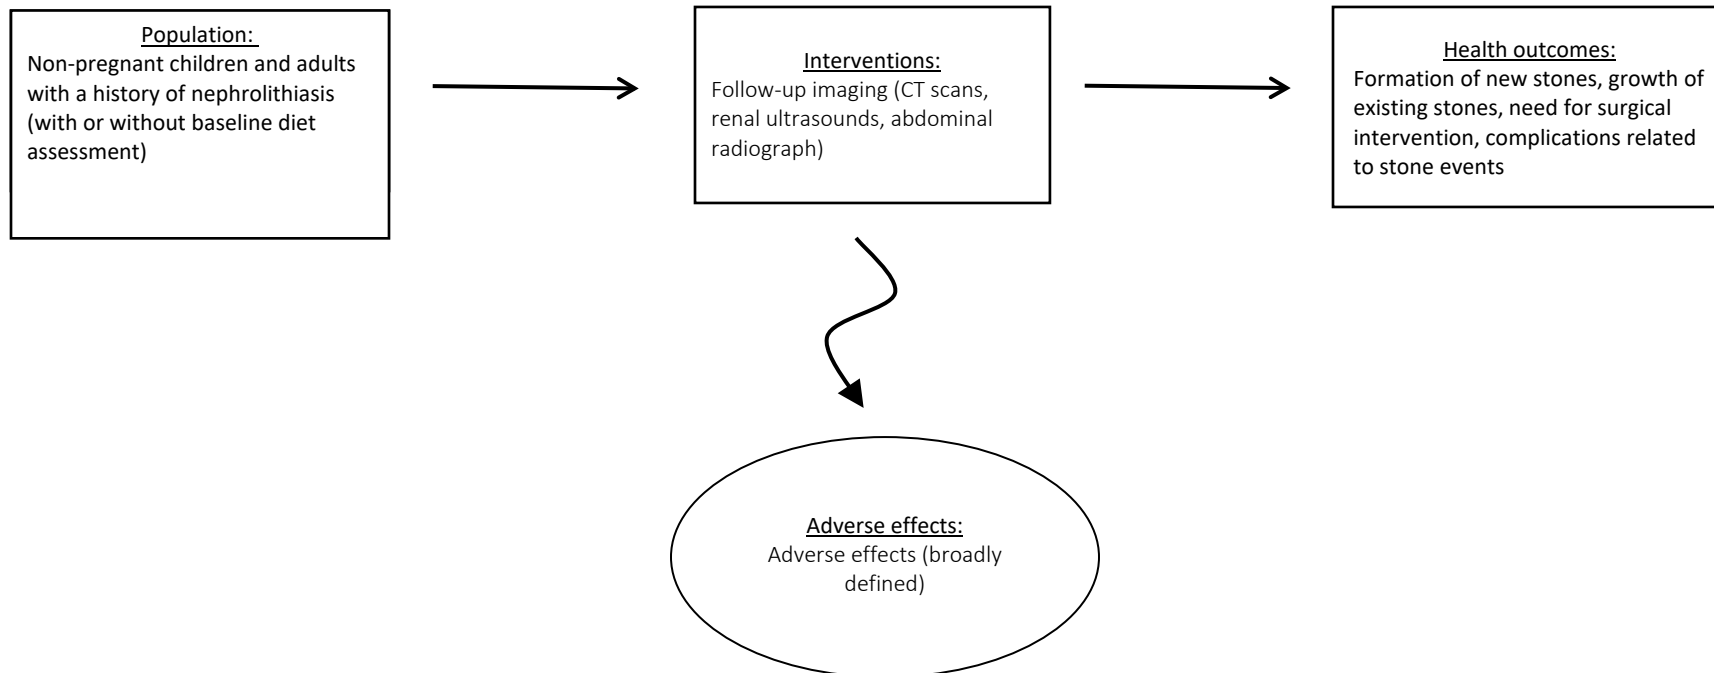 Population:
Non-pregnant children and adults
with a history of nephrolithiasis
(with or without baseline diet
assessment)
Interventions:
Follow-up imaging (CT scans,
renal ultrasounds, abdominal
radiograph)
Health outcomes:
Formation of new stones, growth of
existing stones, need for surgical
intervention, complications related
to stone events
Adverse effects:
Adverse effects (broadly
defined)